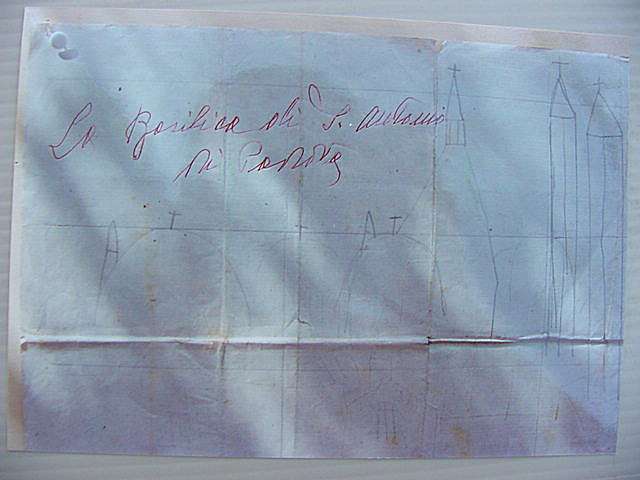 La Basilica di S. Antonio
di Padova